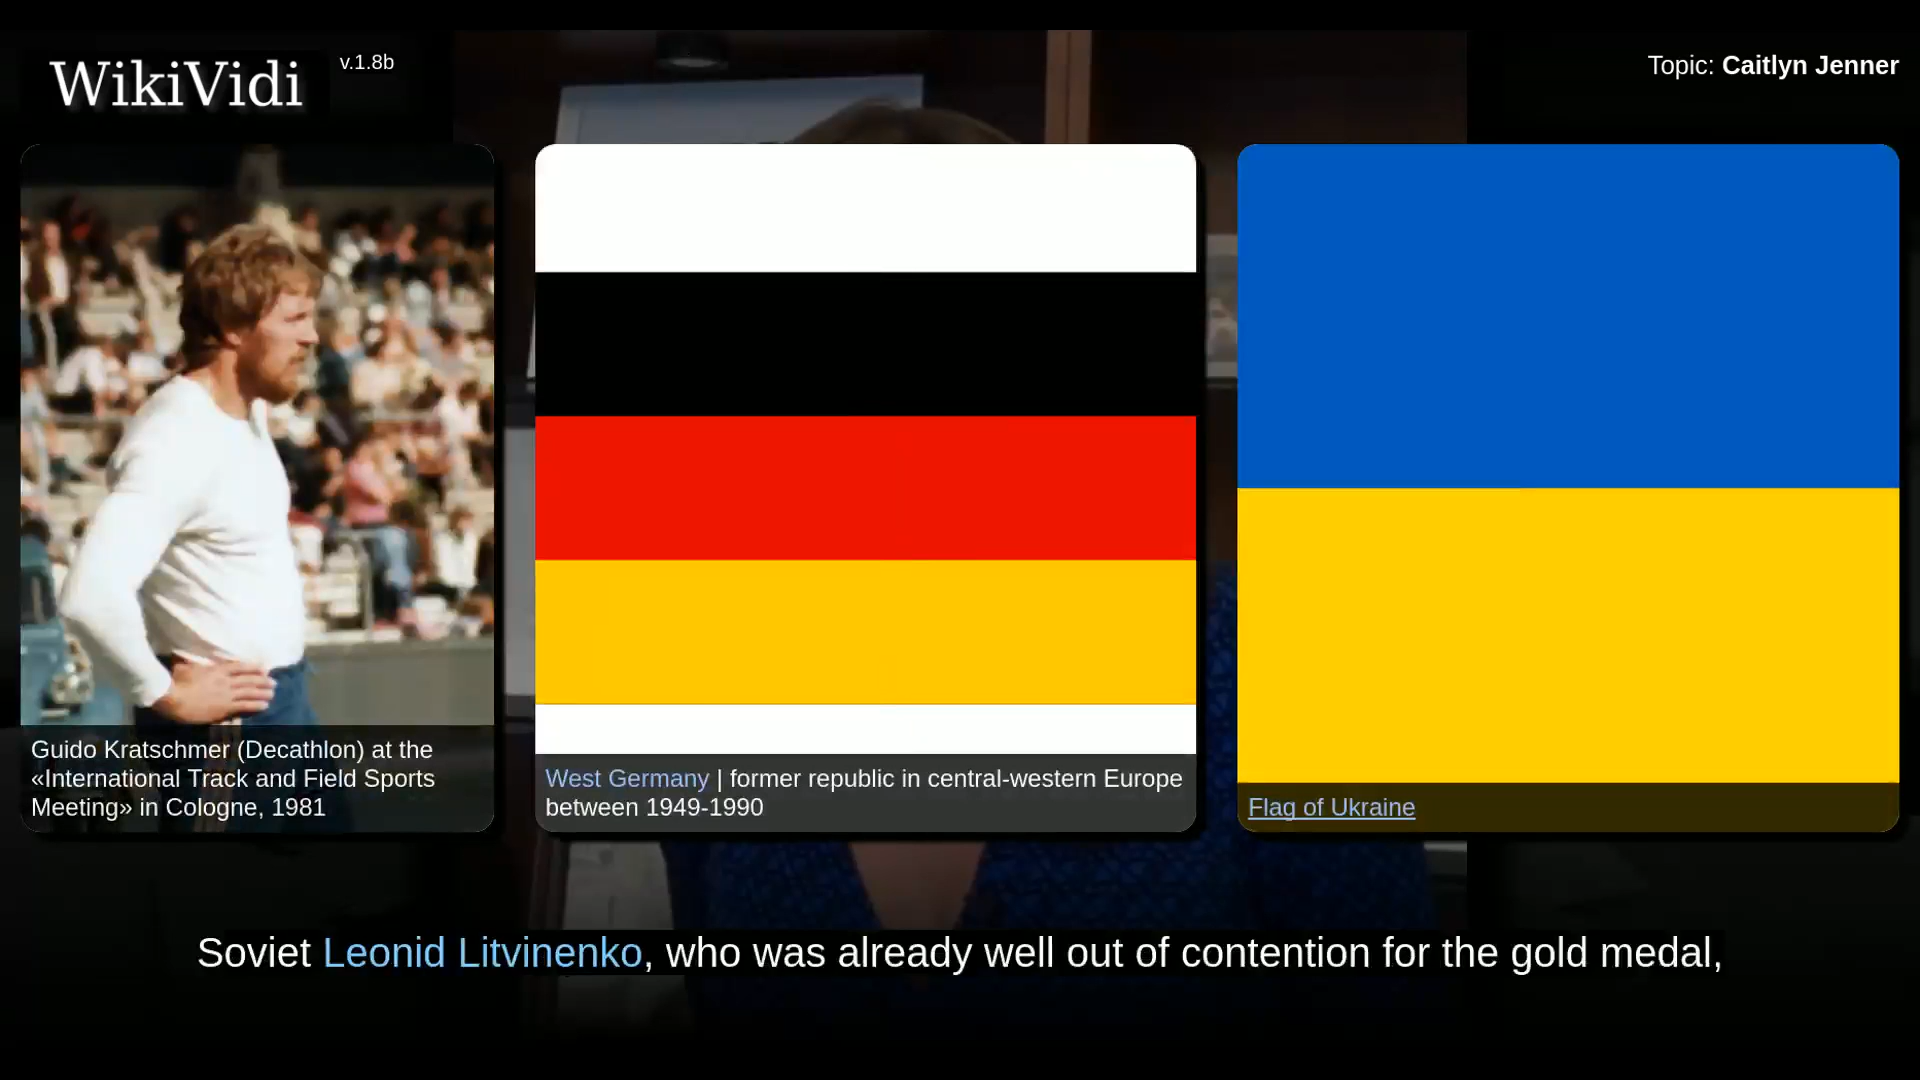 WikiVidi
v.1.8b
Topic: Caitlyn Jenner
Guido Kratschmer (Decathlon) at the
«International Track and Field Sports
Meeting» in Cologne, 1981
West Germany | former republic in central-western Europe
between 1949-1990
Flag of Ukraine
Soviet Leonid Litvinenko, who was already well out of contention for the gold medal,